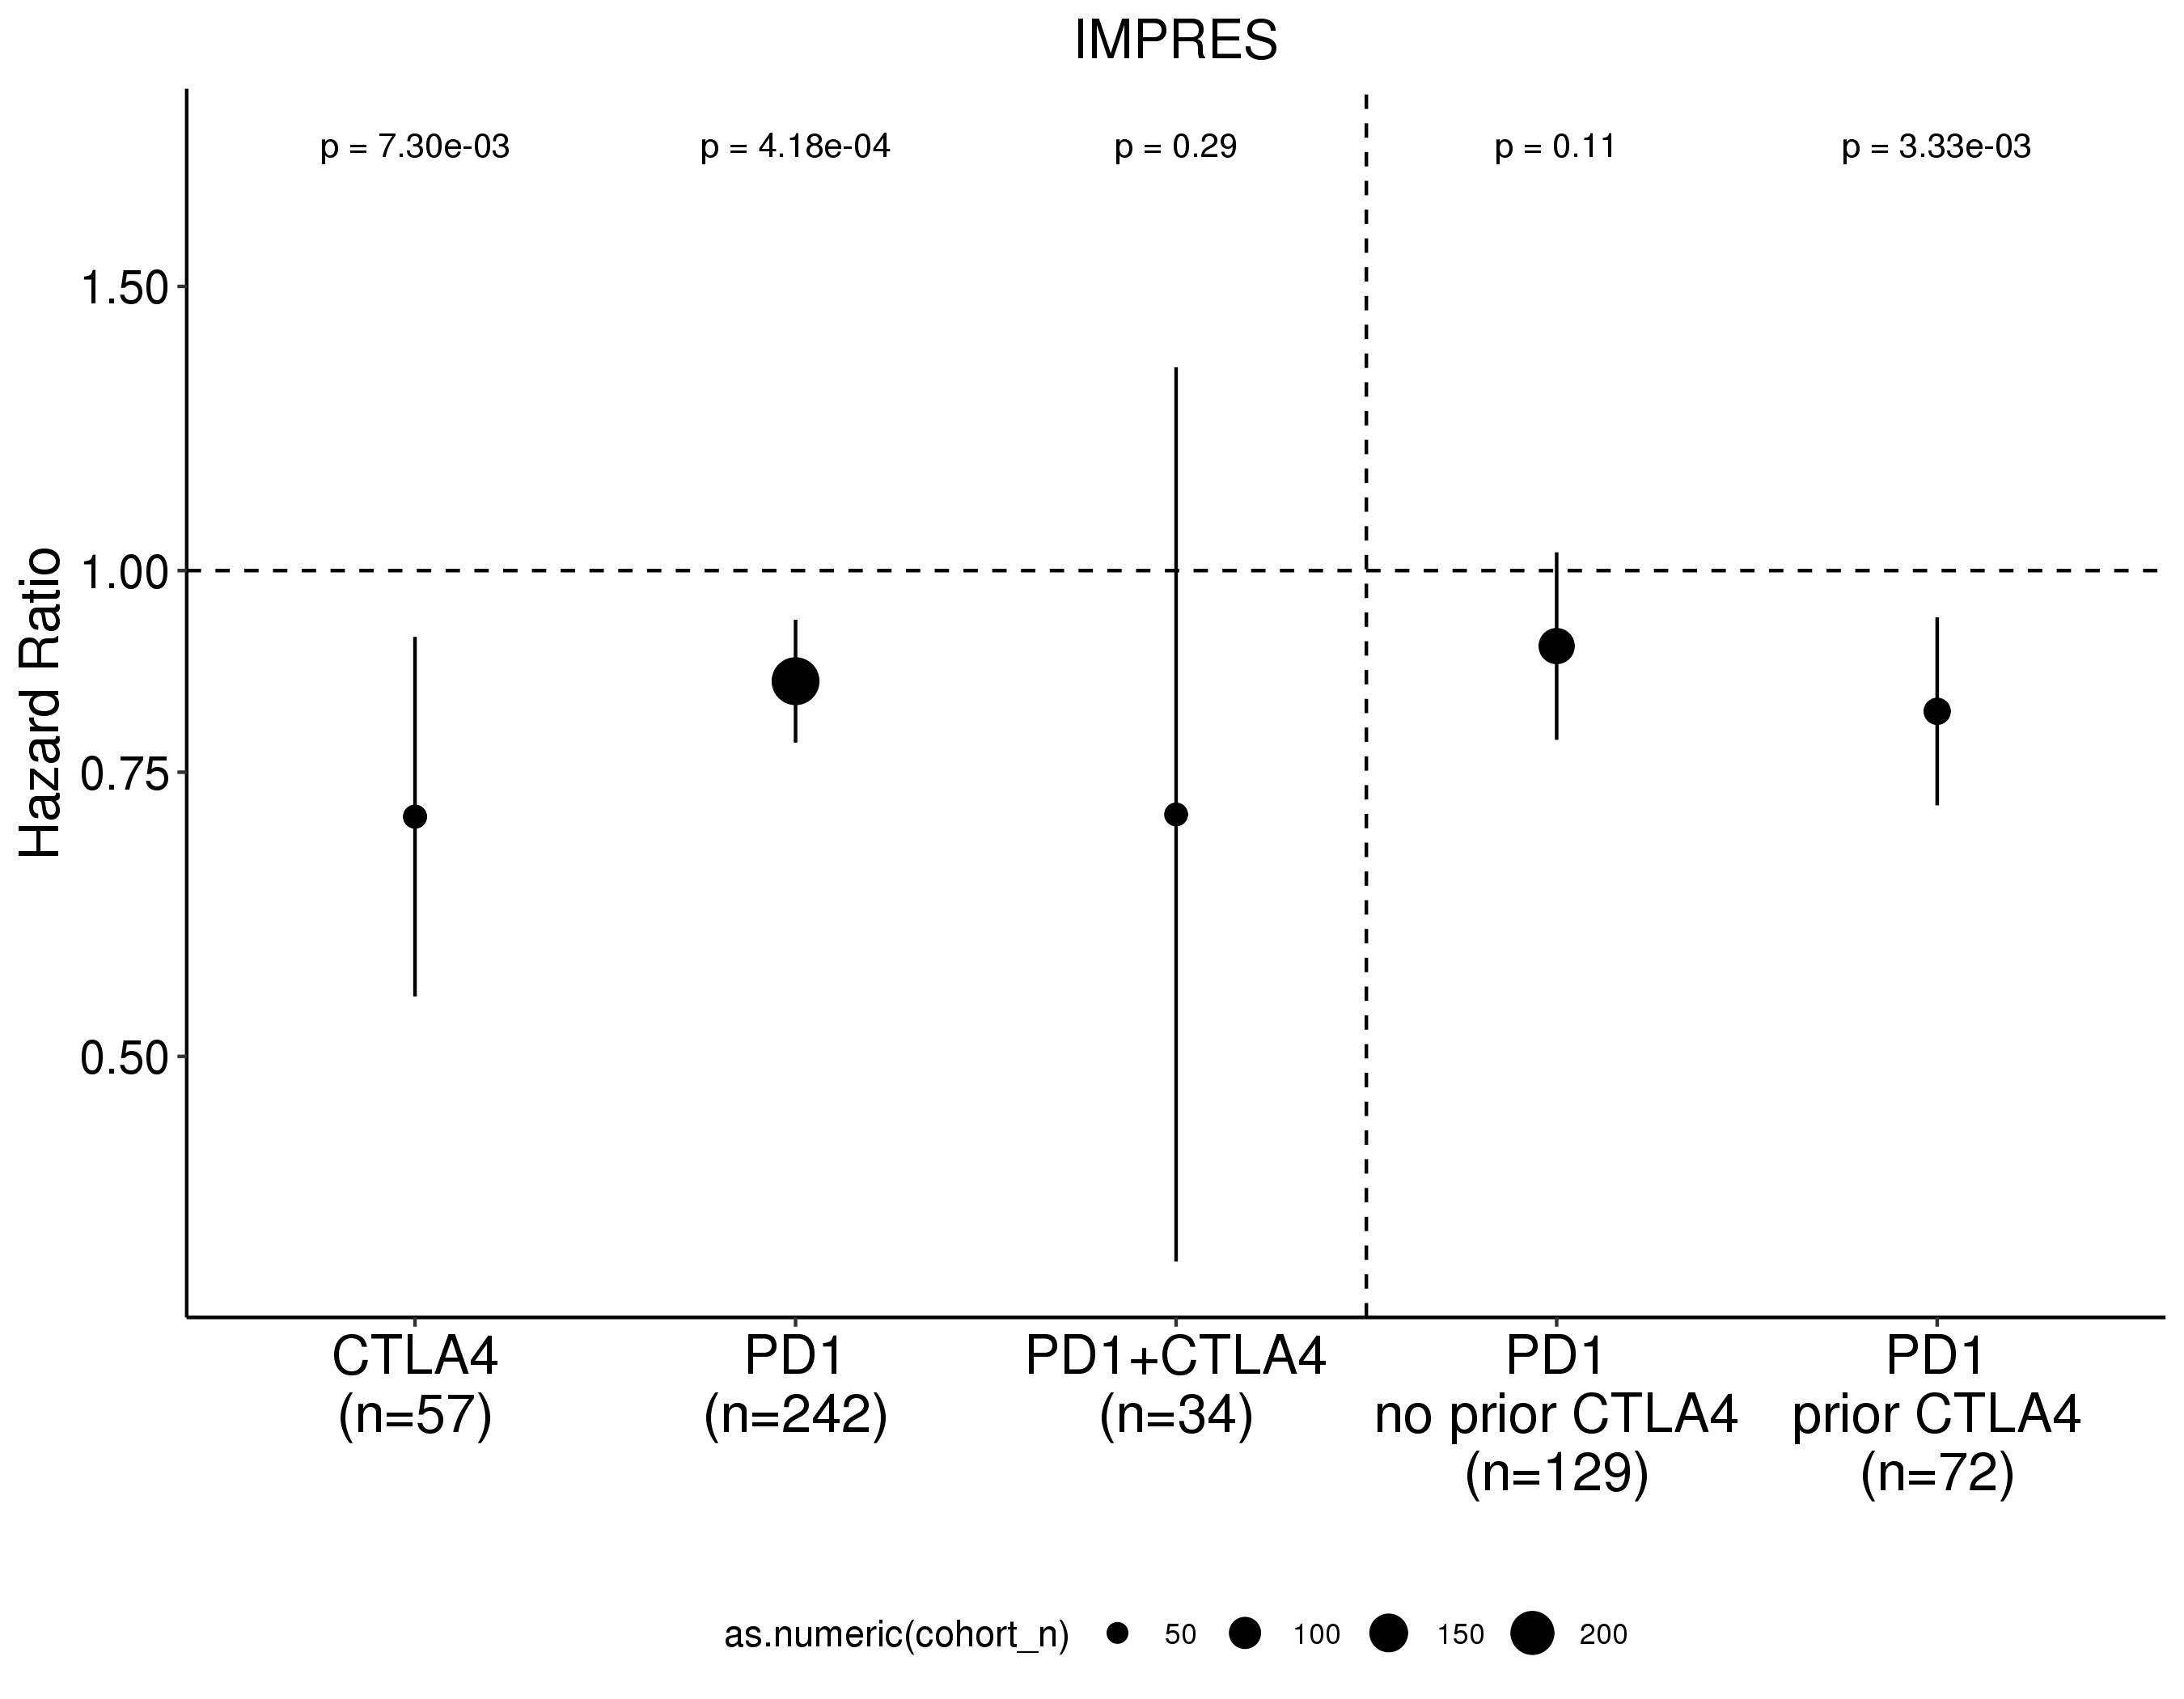 IMPRES
p = 7.30e-03
p = 4.18e-04
p = 0.29
p = 0.11
p = 3.33e-03
Hazard Ratio
1.50
1.00
0.75
0.50
CTLA4
(n=57)
PD1
(n=242)
PD1+CTLA4
(n=34)
PD1
no prior CTLA4
(n=129)
PD1
prior CTLA4
(n=72)
as.numeric(cohort_n) 50 100 150 200